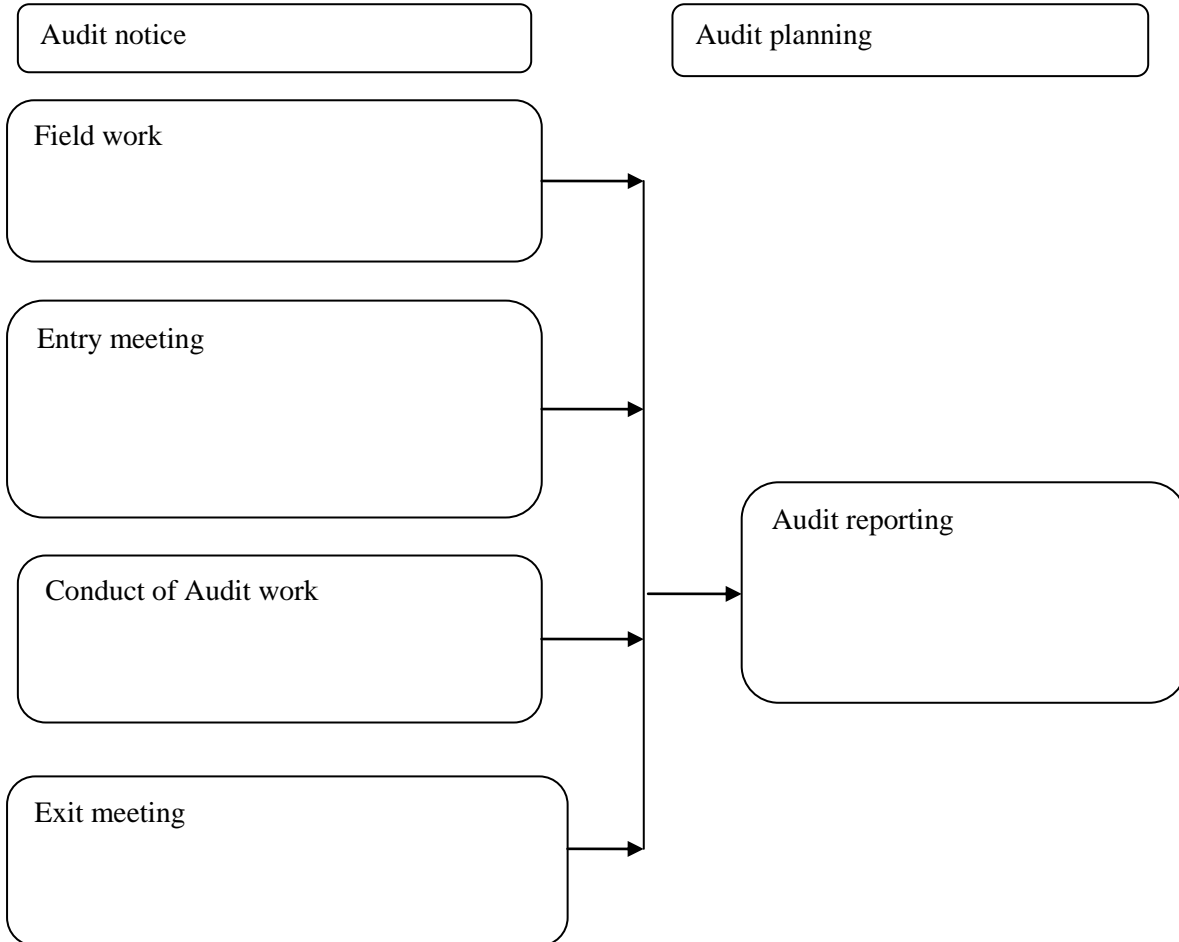 Audit notice
Audit planning
Field work
Entry meeting
Audit reporting
Conduct of Audit work
Exit meeting